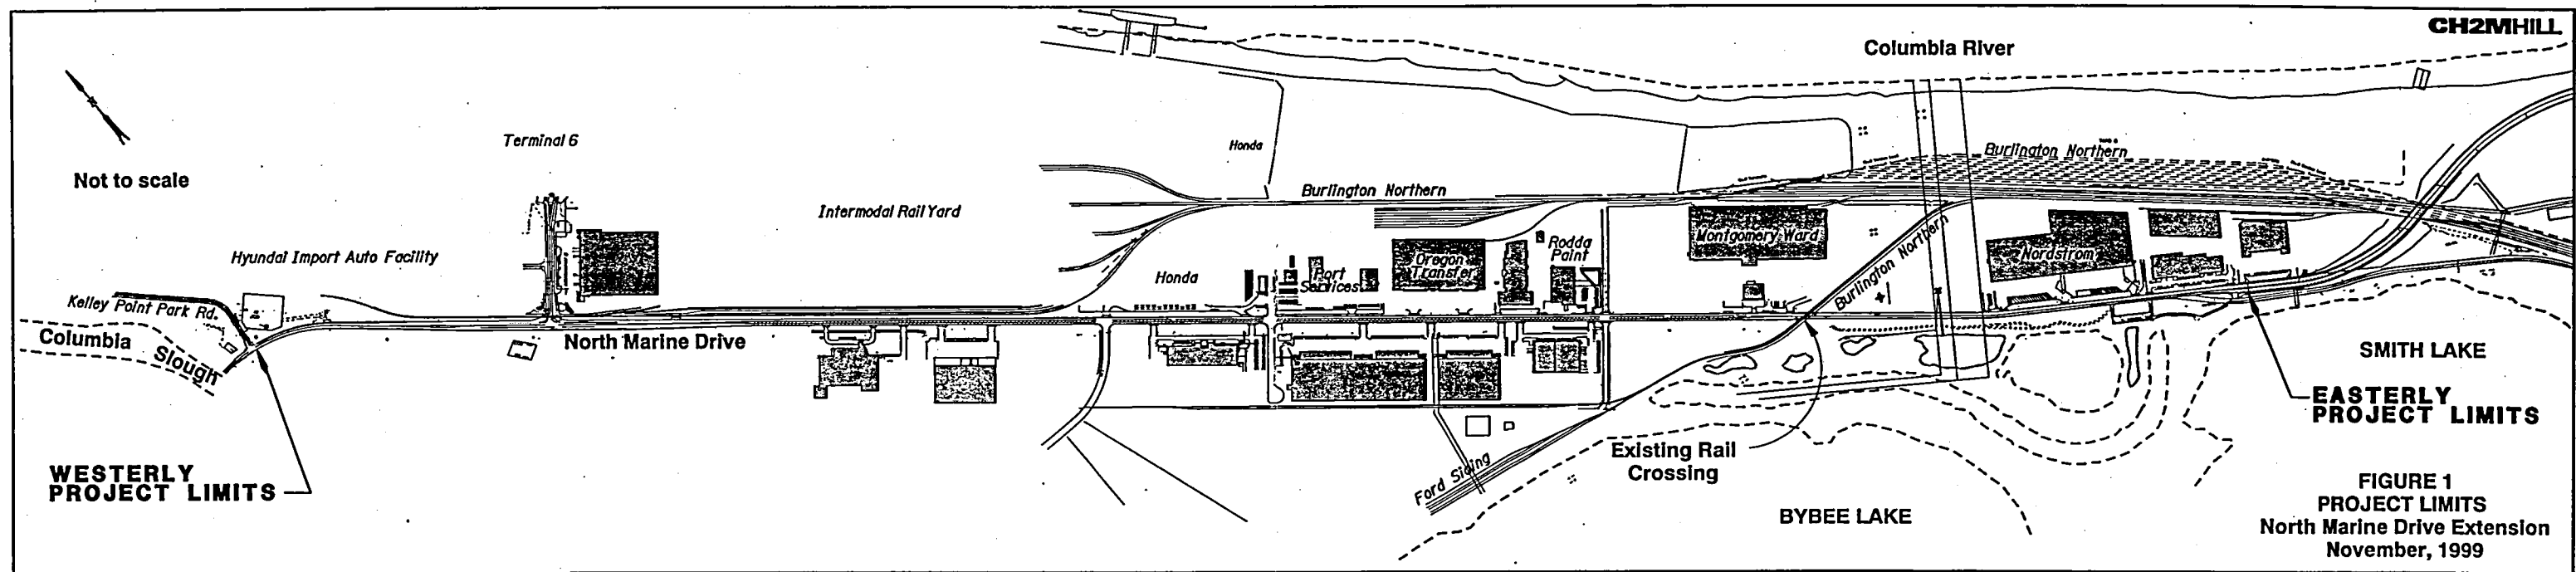 CH2MHILL
Columbia River
Terminal 6
Honda
Burlington Northern
Not to scale
Burlington Northern
Intermodal Rail Yard
Montgomery Ward
Burlington Northern
Rodda
Paint
Nordstrom
Hyundai Import Auto Facility
Oregon
Transfer
Honda
Port
Services
Kelley Point Park Rd.
Columbia
Slough
North Marine Drive
SMITH LAKE
EASTERLY
PROJECT LIMITS
WESTERLY
PROJECT LIMITS
Existing Rail
Crossing
Ford Siding
BYBEE LAKE
FIGURE 1
PROJECT LIMITS
North Marine Drive Extension
November, 1999